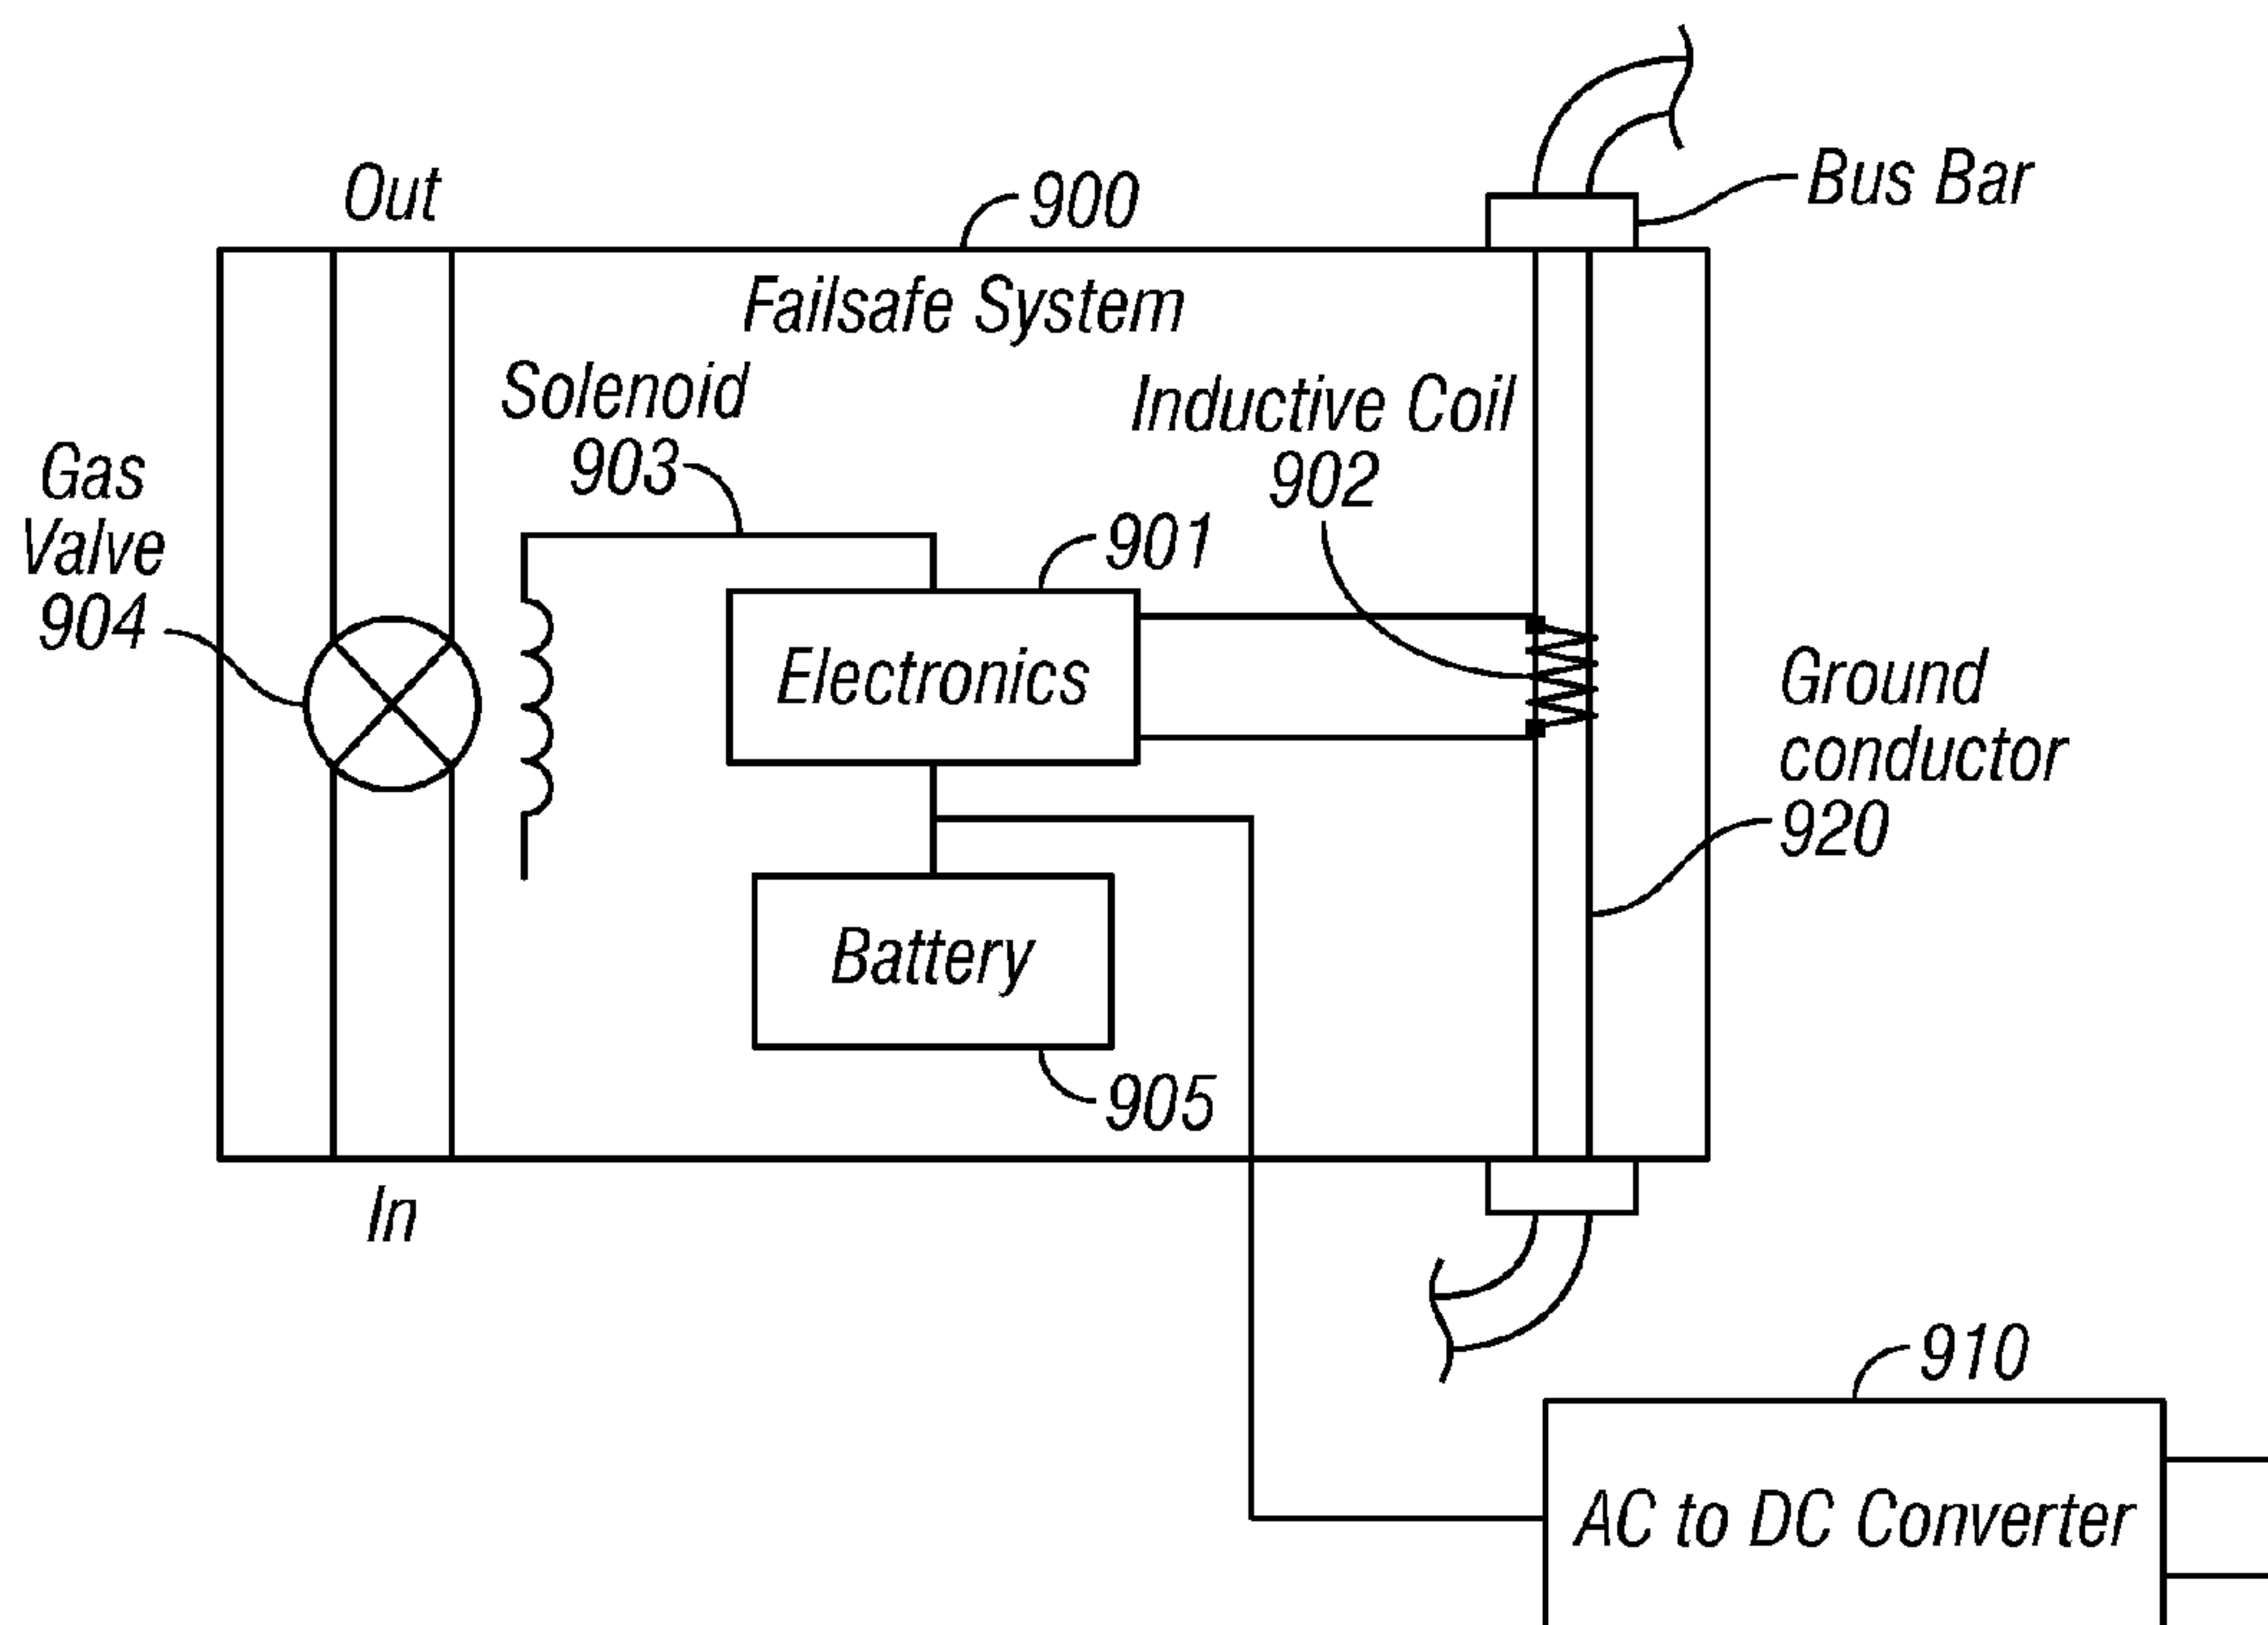 Out
900
Bus Bar
Failsafe System
Solenoid
903
Inductive Coil
902
Gas
Valve
904
901
Electronics
Ground
conductor
920
Battery
905
In
910
AC to DC Converter